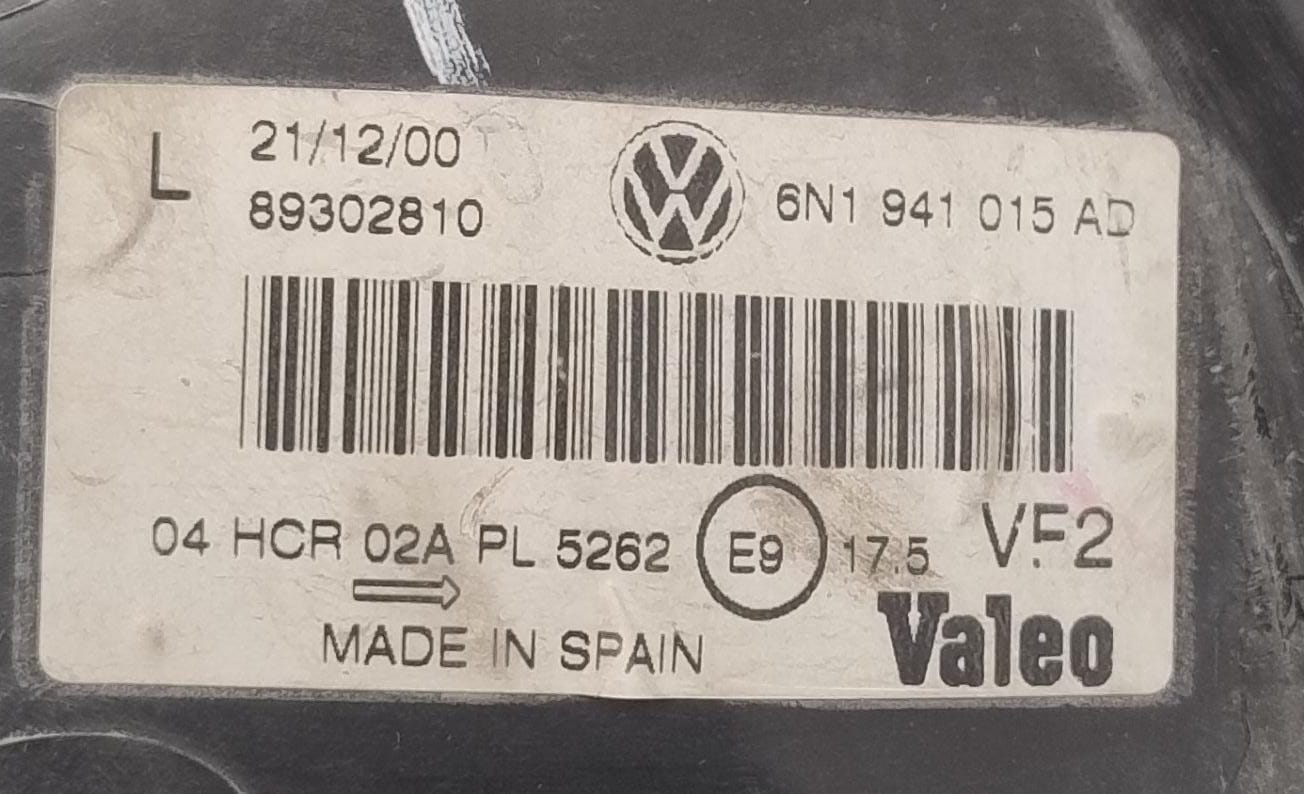 L
21/12/00
89302810
VW
6N1 941 015 AD
04 HCR 02A PL 5262 E9 17.5 VF2
MADE IN SPAIN
Valeo